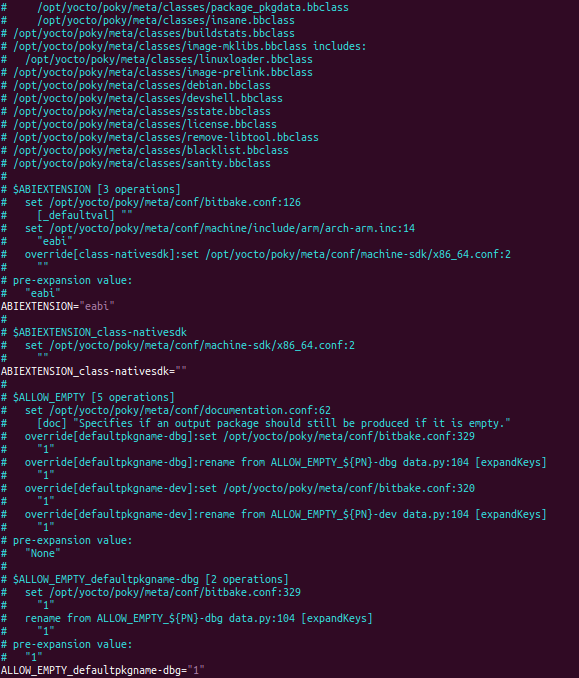 #     /opt/yocto/poky/meta/classes/package_pkgdata.bbclass
#     /opt/yocto/poky/meta/classes/insane.bbclass
# /opt/yocto/poky/meta/classes/buildstats.bbclass
# /opt/yocto/poky/meta/classes/image-mklibs.bbclass includes:
#   /opt/yocto/poky/meta/classes/linuxloader.bbclass
# /opt/yocto/poky/meta/classes/image-prelink.bbclass
# /opt/yocto/poky/meta/classes/debian.bbclass
# /opt/yocto/poky/meta/classes/devshell.bbclass
# /opt/yocto/poky/meta/classes/sstate.bbclass
# /opt/yocto/poky/meta/classes/license.bbclass
# /opt/yocto/poky/meta/classes/remove-libtool.bbclass
# /opt/yocto/poky/meta/classes/blacklist.bbclass
# /opt/yocto/poky/meta/classes/sanity.bbclass
#
# $ABIEXTENSION [3 operations]
#   set /opt/yocto/poky/meta/conf/bitbake.conf:126
#     [_defaultval] ""
#   set /opt/yocto/poky/meta/conf/machine/include/arm/arch-arm.inc:14
#     "eabi"
#   override[class-nativesdk]:set /opt/yocto/poky/meta/conf/machine-sdk/x86_64.conf:2
#     ""
# pre-expansion value:
#   "eabi"
ABIEXTENSION="eabi"
#
# $ABIEXTENSION_class-nativesdk
#   set /opt/yocto/poky/meta/conf/machine-sdk/x86_64.conf:2
#     ""
ABIEXTENSION_class-nativesdk=""
#
# $ALLOW_EMPTY [5 operations]
#   set /opt/yocto/poky/meta/conf/documentation.conf:62
#     [doc] "Specifies if an output package should still be produced if it is empty."
#   override[defaultpkgname-dbg]:set /opt/yocto/poky/meta/conf/bitbake.conf:329
#     "1"
#   override[defaultpkgname-dbg]:rename from ALLOW_EMPTY_${PN}-dbg data.py:104 [expandKeys]
#     "1"
#   override[defaultpkgname-dev]:set /opt/yocto/poky/meta/conf/bitbake.conf:320
#     "1"
#   override[defaultpkgname-dev]:rename from ALLOW_EMPTY_${PN}-dev data.py:104 [expandKeys]
#     "1"
# pre-expansion value:
#   "None"
#
# $ALLOW_EMPTY_defaultpkgname-dbg [2 operations]
#   set /opt/yocto/poky/meta/conf/bitbake.conf:329
#     "1"
#   rename from ALLOW_EMPTY_${PN}-dbg data.py:104 [expandKeys]
#     "1"
# pre-expansion value:
#   "1"
ALLOW_EMPTY_defaultpkgname-dbg="1"